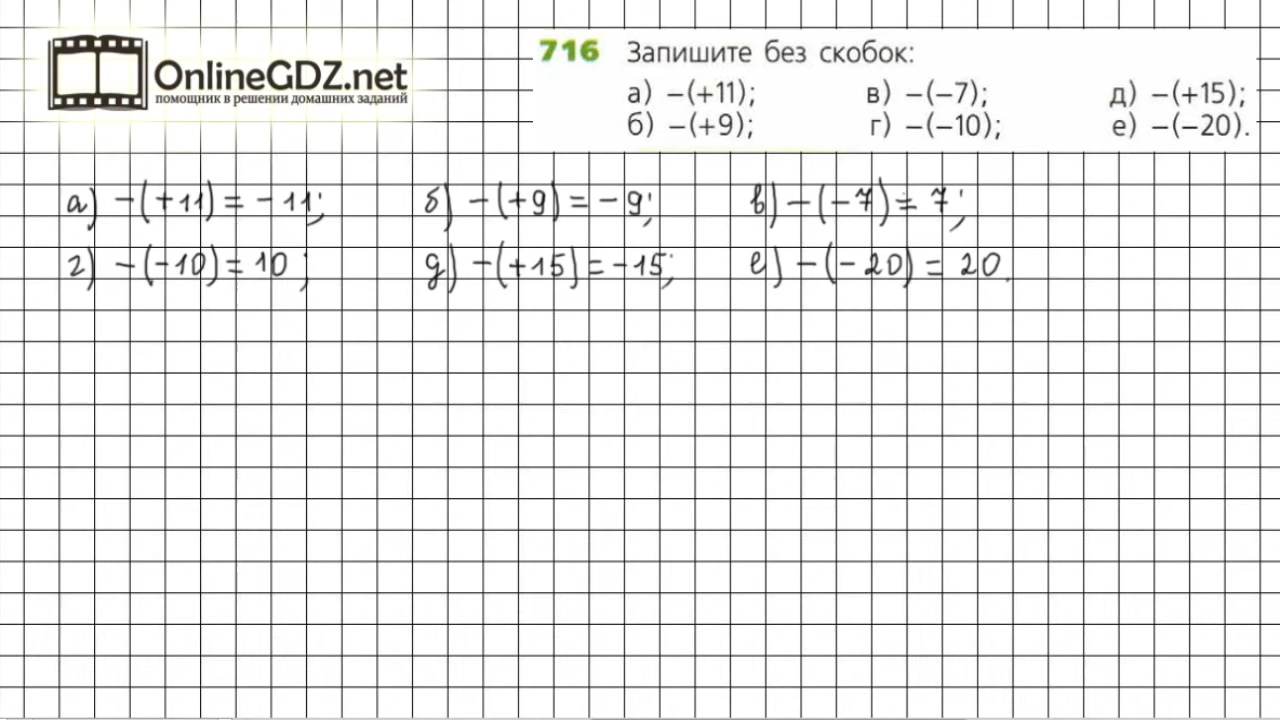 OnlineGDZ.net
помощник в решении домашних заданий
716 Запишите без скобок:
а) −(+11); в) −(−7); д) −(+15);
б) −(+9); г) −(−10); е) −(−20).
а) −(+11) = −11; б) −(+9) = −9; в) −(−7) = 7;
г) −(−10) = 10; д) −(+15) = −15; е) −(−20) = 20.